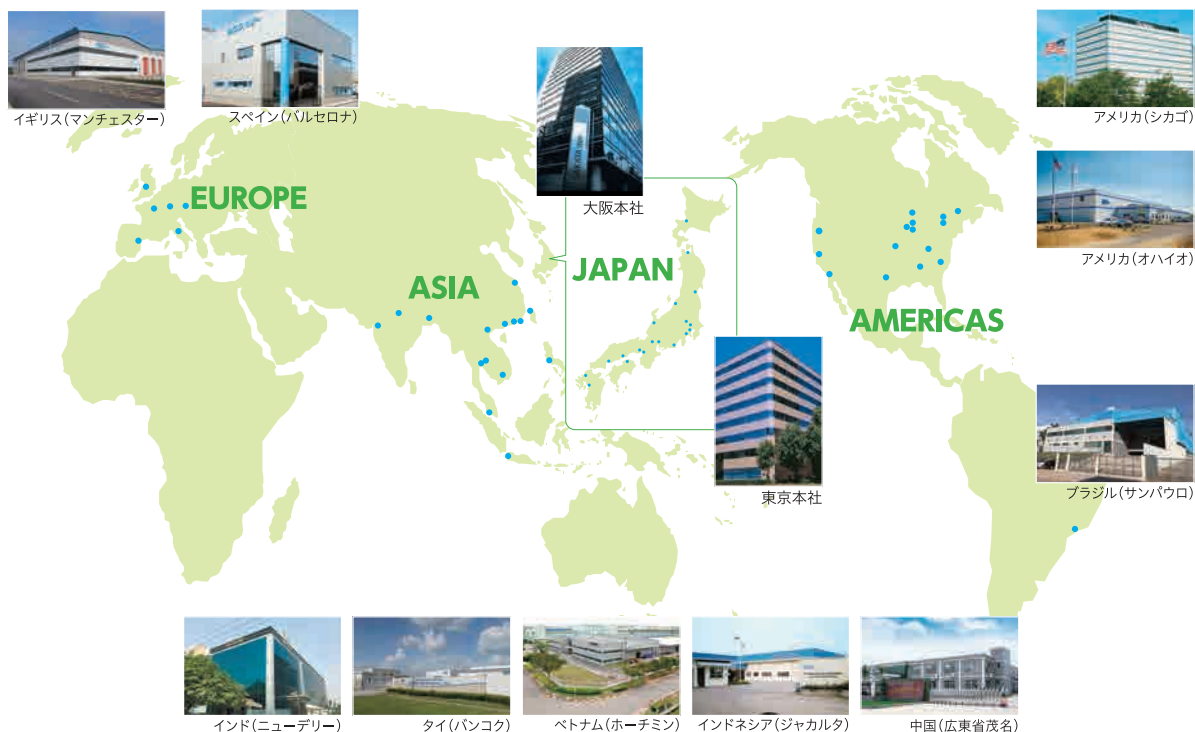 イギリス(マンチェスター)
スペイン(バルセロナ)
アメリカ(シカゴ)
大阪本社
EUROPE
アメリカ(オハイオ)
JAPAN
ASIA
AMERICAS
東京本社
ブラジル(サンパウロ)
インド(ニューデリー)
タイ(バンコク)
ベトナム(ホーチミン)
インドネシア(ジャカルタ)
中国(広東省茂名)